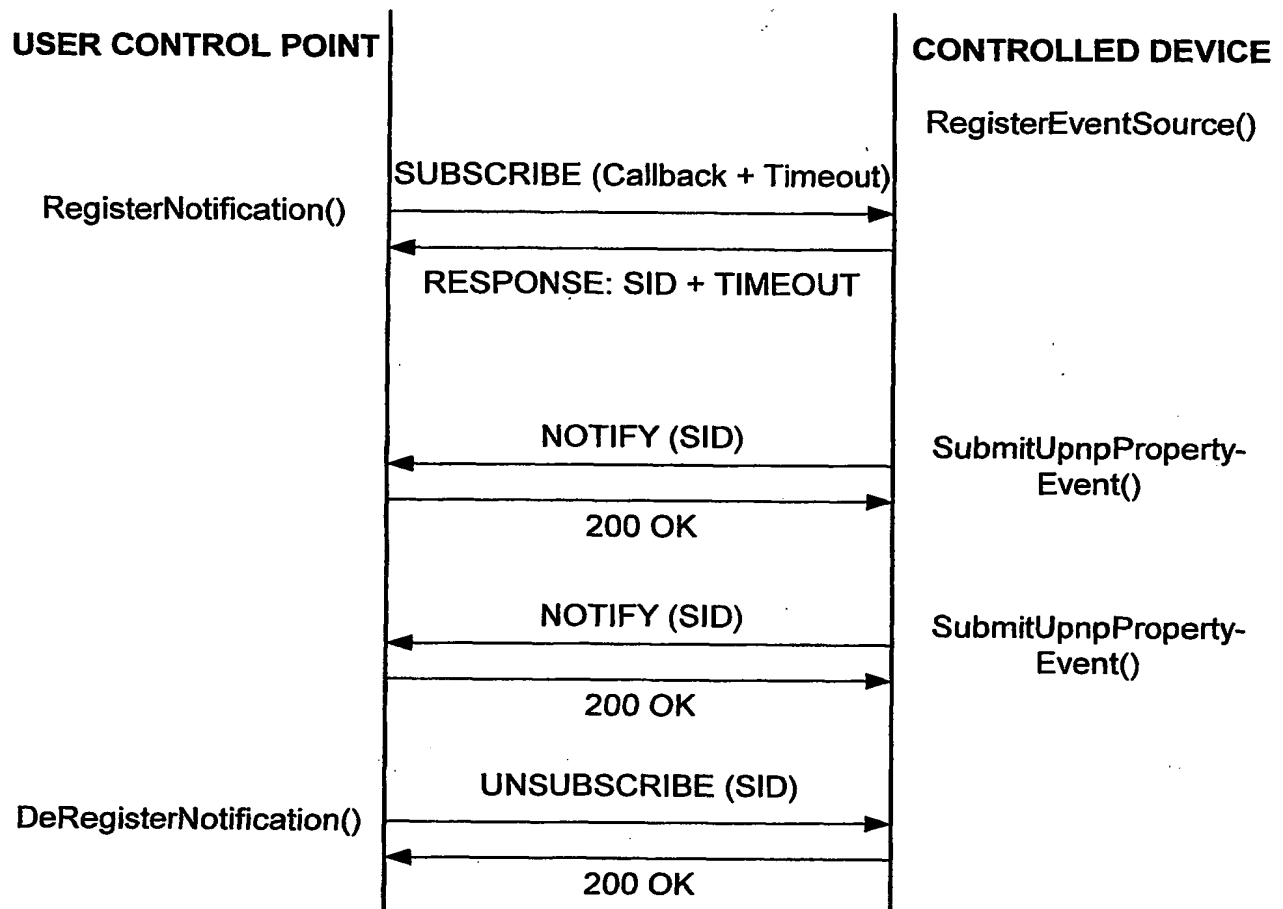 USER CONTROL POINT
CONTROLLED DEVICE
RegisterEventSource()
SUBSCRIBE (Callback + Timeout)
RegisterNotification()
RESPONSE: SID + TIMEOUT
NOTIFY (SID)
SubmitUpnpProperty-
Event()
200 OK
NOTIFY (SID)
SubmitUpnpProperty-
Event()
200 OK
UNSUBSCRIBE (SID)
DeRegisterNotification()
200 OK